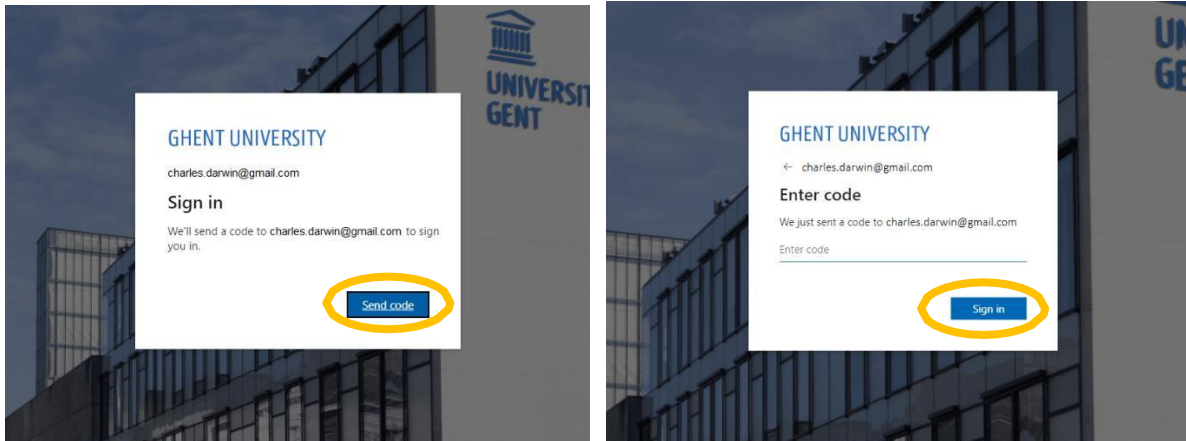 UNIVERSIT
GENT
GHENT UNIVERSITY
charles.darwin@gmail.com
Sign in
We'll send a code to charles.darwin@gmail.com to sign
you in.
Send code
UN
GE
GHENT UNIVERSITY
← charles.darwin@gmail.com
Enter code
We just sent a code to charles.darwin@gmail.com
Enter code
Sign in